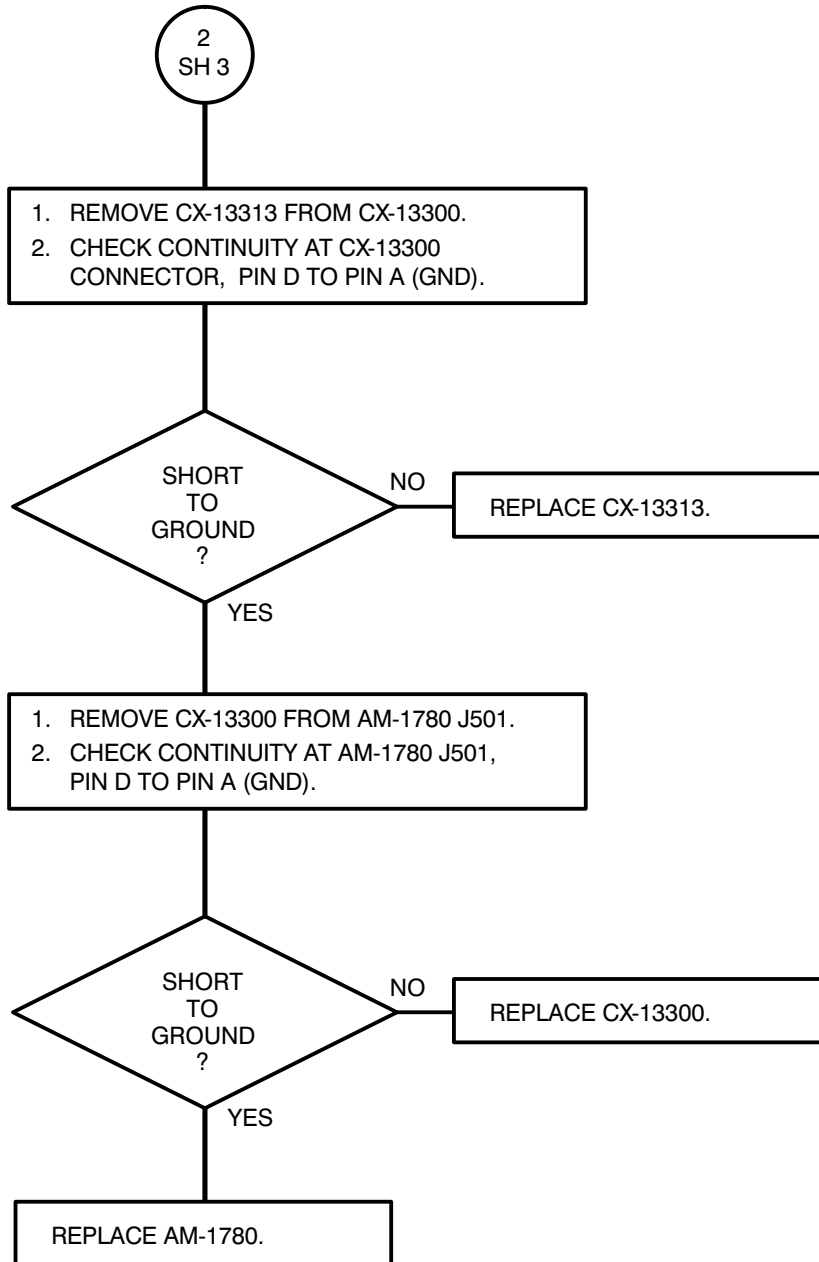 2
SH 3
1. REMOVE CX-13313 FROM CX-13300.
2. CHECK CONTINUITY AT CX-13300
CONNECTOR, PIN D TO PIN A (GND).
SHORT
TO
GROUND
?
NO
REPLACE CX-13313.
YES
1. REMOVE CX-13300 FROM AM-1780 J501.
2. CHECK CONTINUITY AT AM-1780 J501,
PIN D TO PIN A (GND).
SHORT
TO
GROUND
?
NO
REPLACE CX-13300.
YES
REPLACE AM-1780.